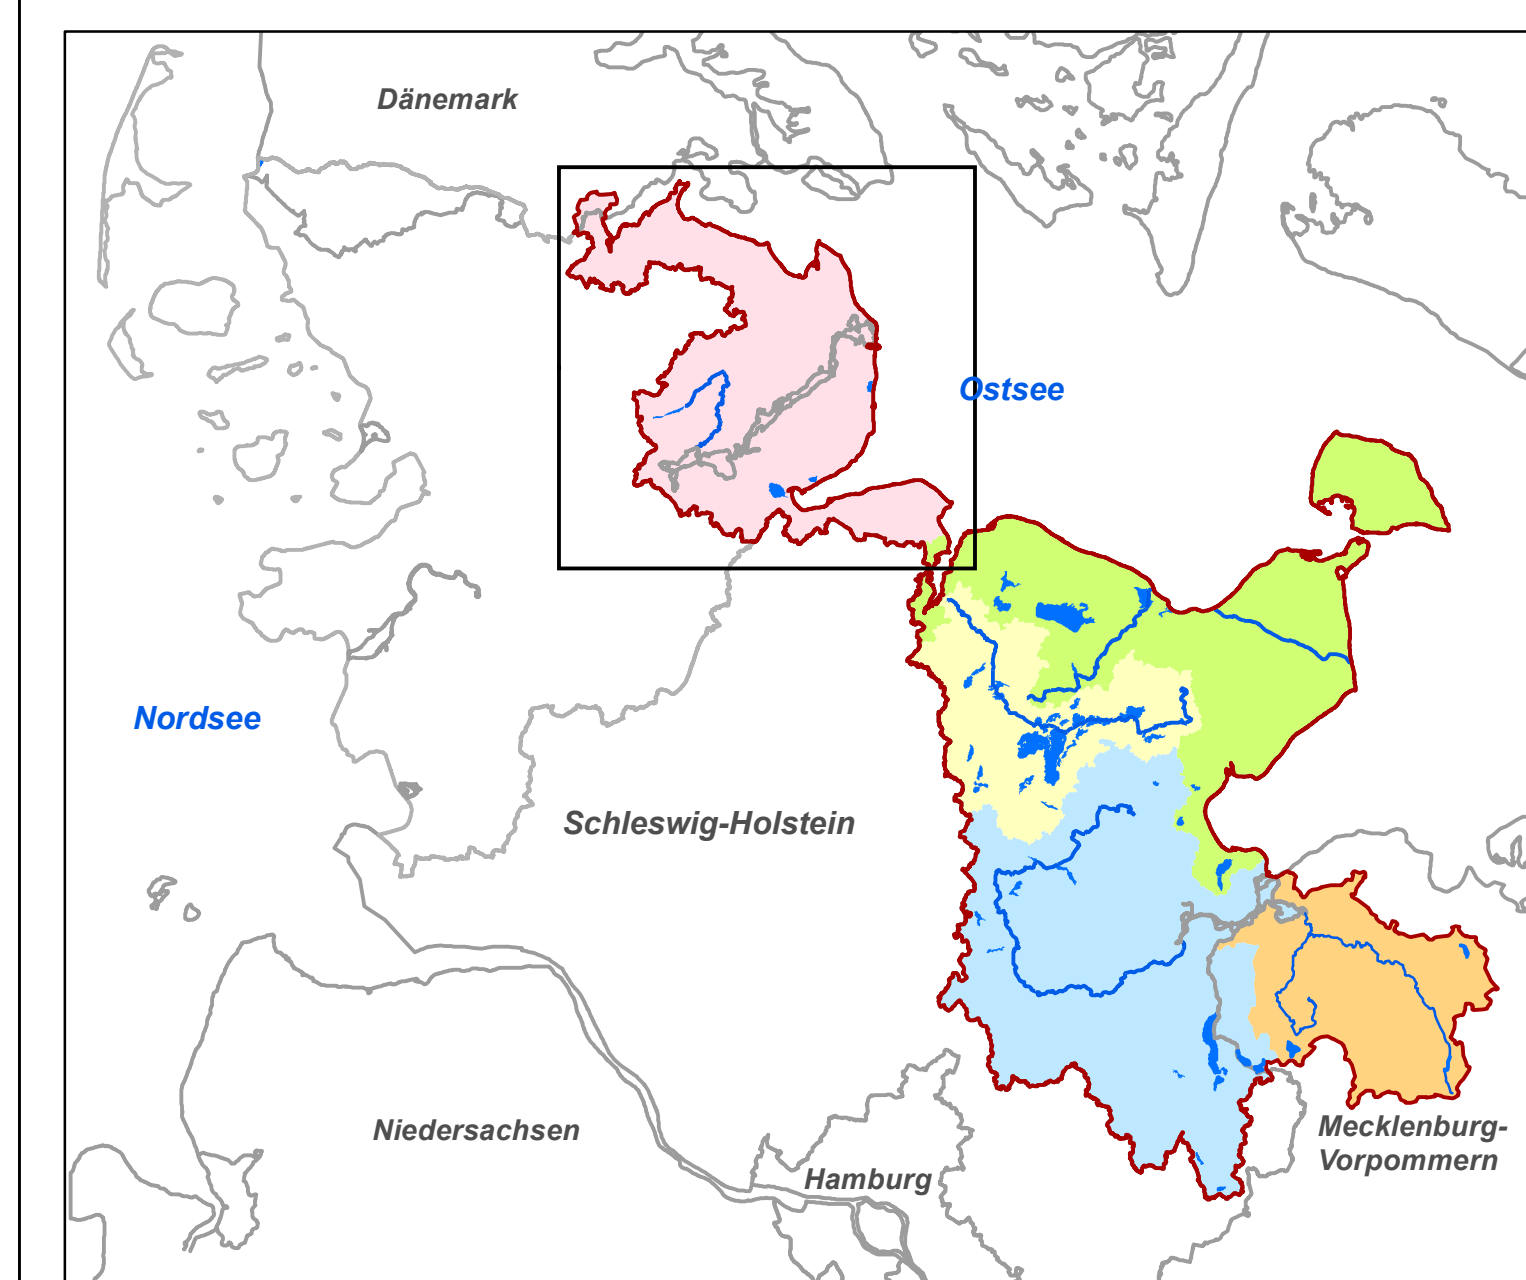 Dänemark
Ostsee
Nordsee
Schleswig-Holstein
Niedersachsen
Mecklenburg-
Vorpommern
Hamburg